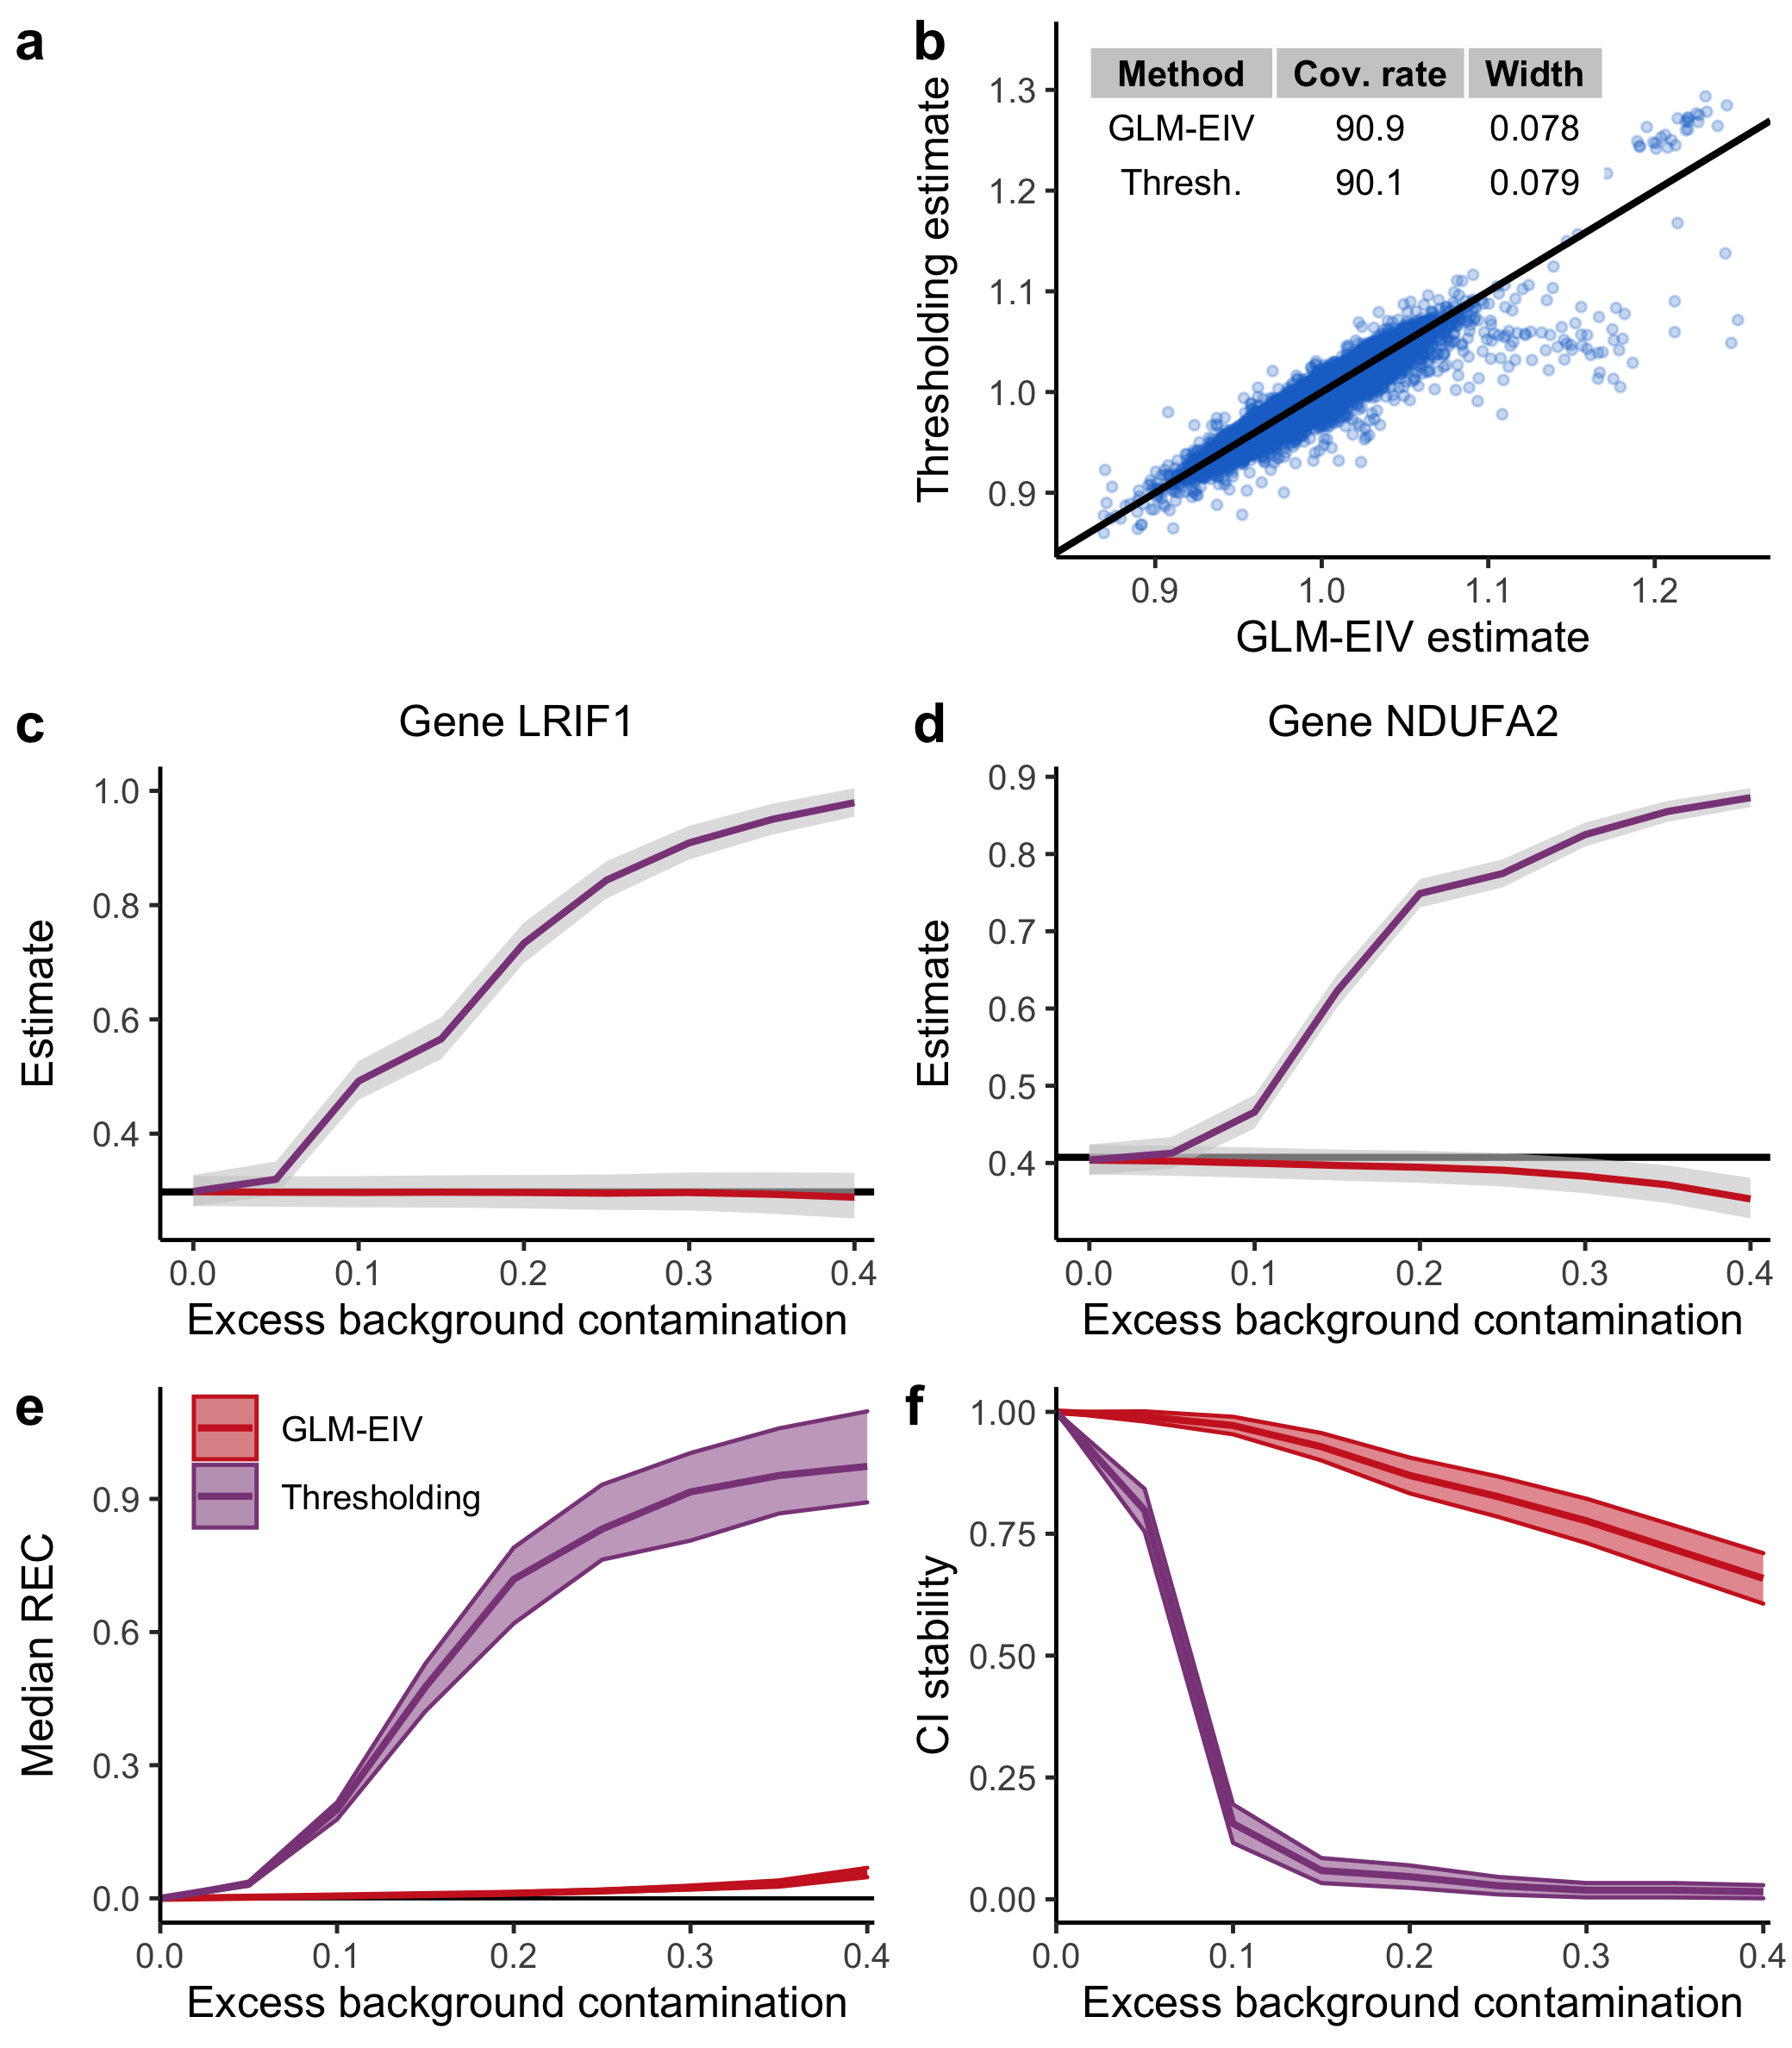 a
b
Method Cov. rate Width
GLM-EIV 90.9 0.078
Thresh. 90.1 0.079
Thresholding estimate
1.3
1.2
1.1
1.0
0.9
0.9 1.0 1.1 1.2
GLM-EIV estimate
c
Gene LRIF1
Estimate
1.0
0.8
0.6
0.4
0.0 0.1 0.2 0.3 0.4
Excess background contamination
d
Gene NDUFA2
Estimate
0.9
0.8
0.7
0.6
0.5
0.4
0.0 0.1 0.2 0.3 0.4
Excess background contamination
e
GLM-EIV
Thresholding
Median REC
0.9
0.6
0.3
0.0
0.0 0.1 0.2 0.3 0.4
Excess background contamination
f
CI stability
1.00
0.75
0.50
0.25
0.00
0.0 0.1 0.2 0.3 0.4
Excess background contamination